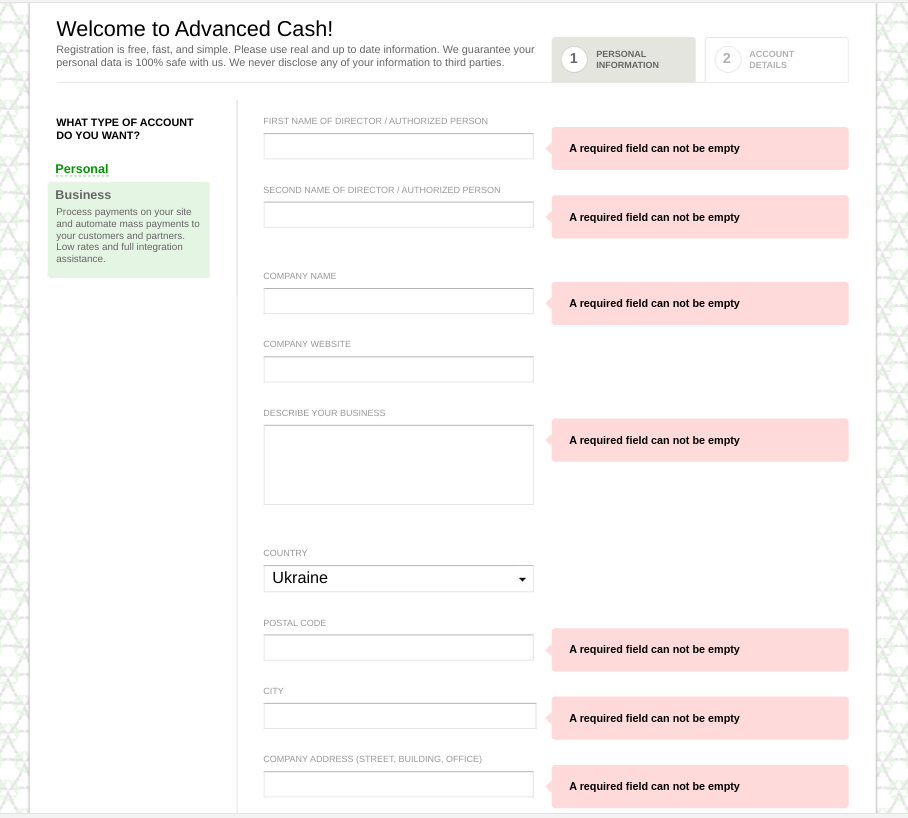 Welcome to Advanced Cash!
Registration is free, fast, and simple. Please use real and up to date information. We guarantee your
personal data is 100% safe with us. We never disclose any of your information to third parties.
1
PERSONAL
INFORMATION
2
ACCOUNT
DETAILS
WHAT TYPE OF ACCOUNT
DO YOU WANT?
Personal
Business
Process payments on your site
and automate mass payments to
your customers and partners.
Low rates and full integration
assistance.
FIRST NAME OF DIRECTOR / AUTHORIZED PERSON
A required field can not be empty
SECOND NAME OF DIRECTOR / AUTHORIZED PERSON
A required field can not be empty
COMPANY NAME
A required field can not be empty
COMPANY WEBSITE
DESCRIBE YOUR BUSINESS
A required field can not be empty
COUNTRY
Ukraine
POSTAL CODE
A required field can not be empty
CITY
A required field can not be empty
COMPANY ADDRESS (STREET, BUILDING, OFFICE)
A required field can not be empty